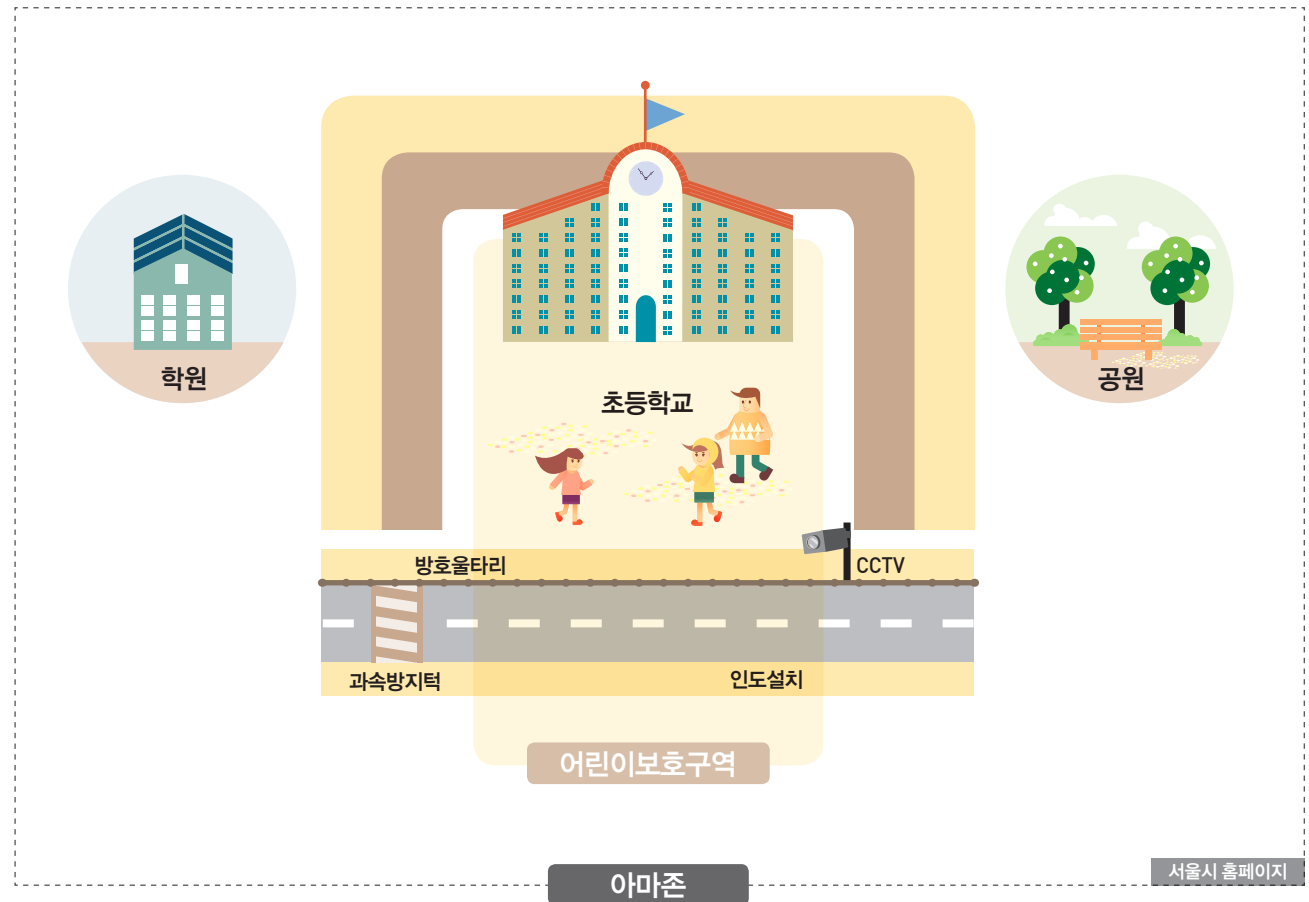 학원
공원
초등학교
방호울타리
CCTV
과속방지턱
인도설치
어린이보호구역
아마존
서울시 홈페이지